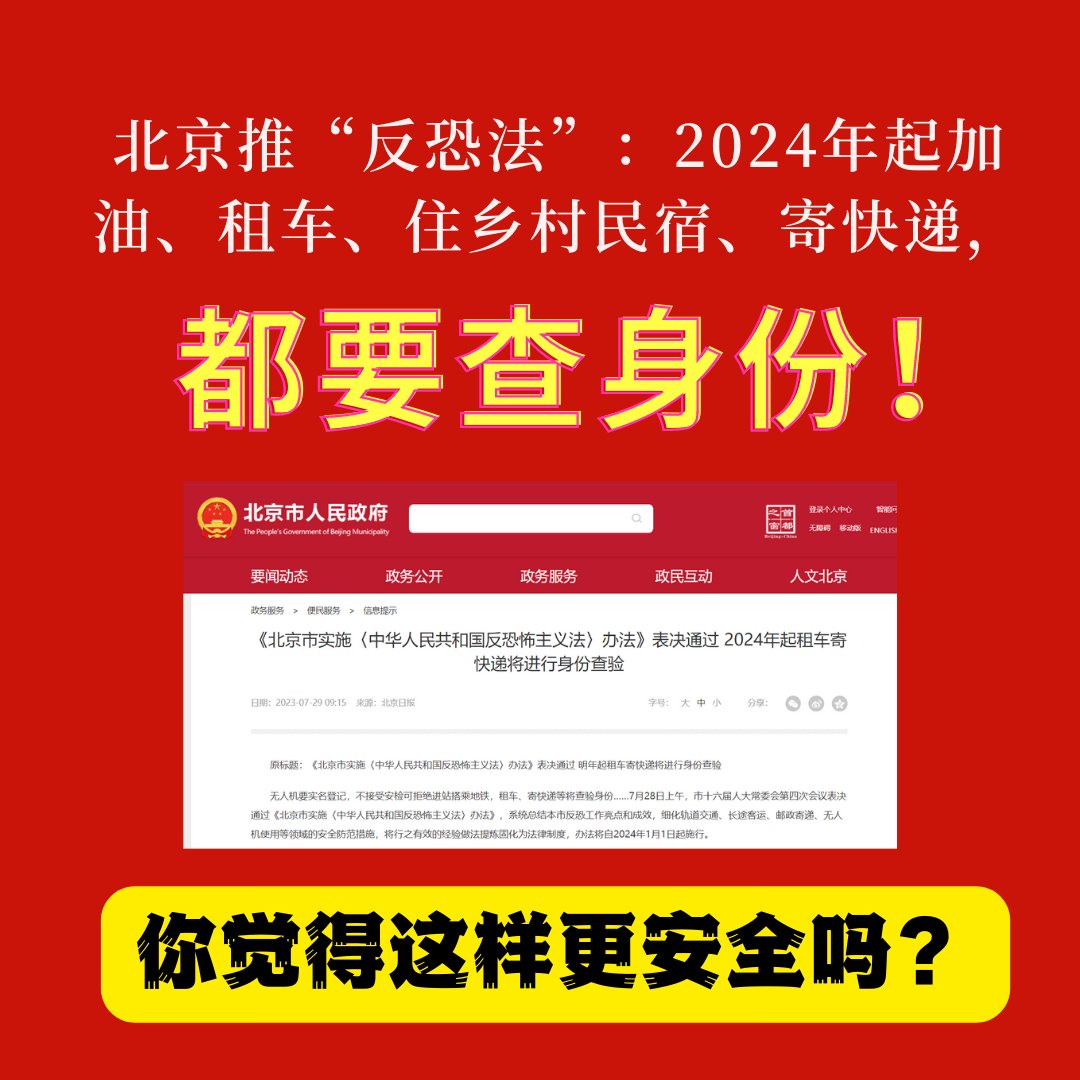 北京推“反恐法”：2024年起加
油、租车、住乡村民宿、寄快递，
都要查身份！
北京市人民政府
The People's Government of Beijing Municipality
首都之窗
Beijing-China
登录个人中心 智能问
无障碍 移动版 ENGLISH
要闻动态 政务公开 政务服务 政民互动 人文北京
政务服务 > 便民服务 > 信息提示
《北京市实施〈中华人民共和国反恐怖主义法〉办法》表决通过 2024年起租车寄
快递将进行身份查验
日期：2023-07-29 09:15 来源：北京日报 字号： 大 中 小 分享：
原标题：《北京市实施〈中华人民共和国反恐怖主义法〉办法》表决通过 明年起租车寄快递将进行身份查验
无人机要实名登记，不接受安检可拒绝进站搭乘地铁，租车、寄快递等将查验身份……7月28日上午，市十六届人大常委会第四次会议表决
通过《北京市实施〈中华人民共和国反恐怖主义法〉办法》，系统总结本市反恐工作亮点和成效，细化轨道交通、长途客运、邮政寄递、无人
机使用等领域的安全防范措施，将行之有效的经验做法提炼固化为法律制度，办法将自2024年1月1日起施行。
你觉得这样更安全吗？